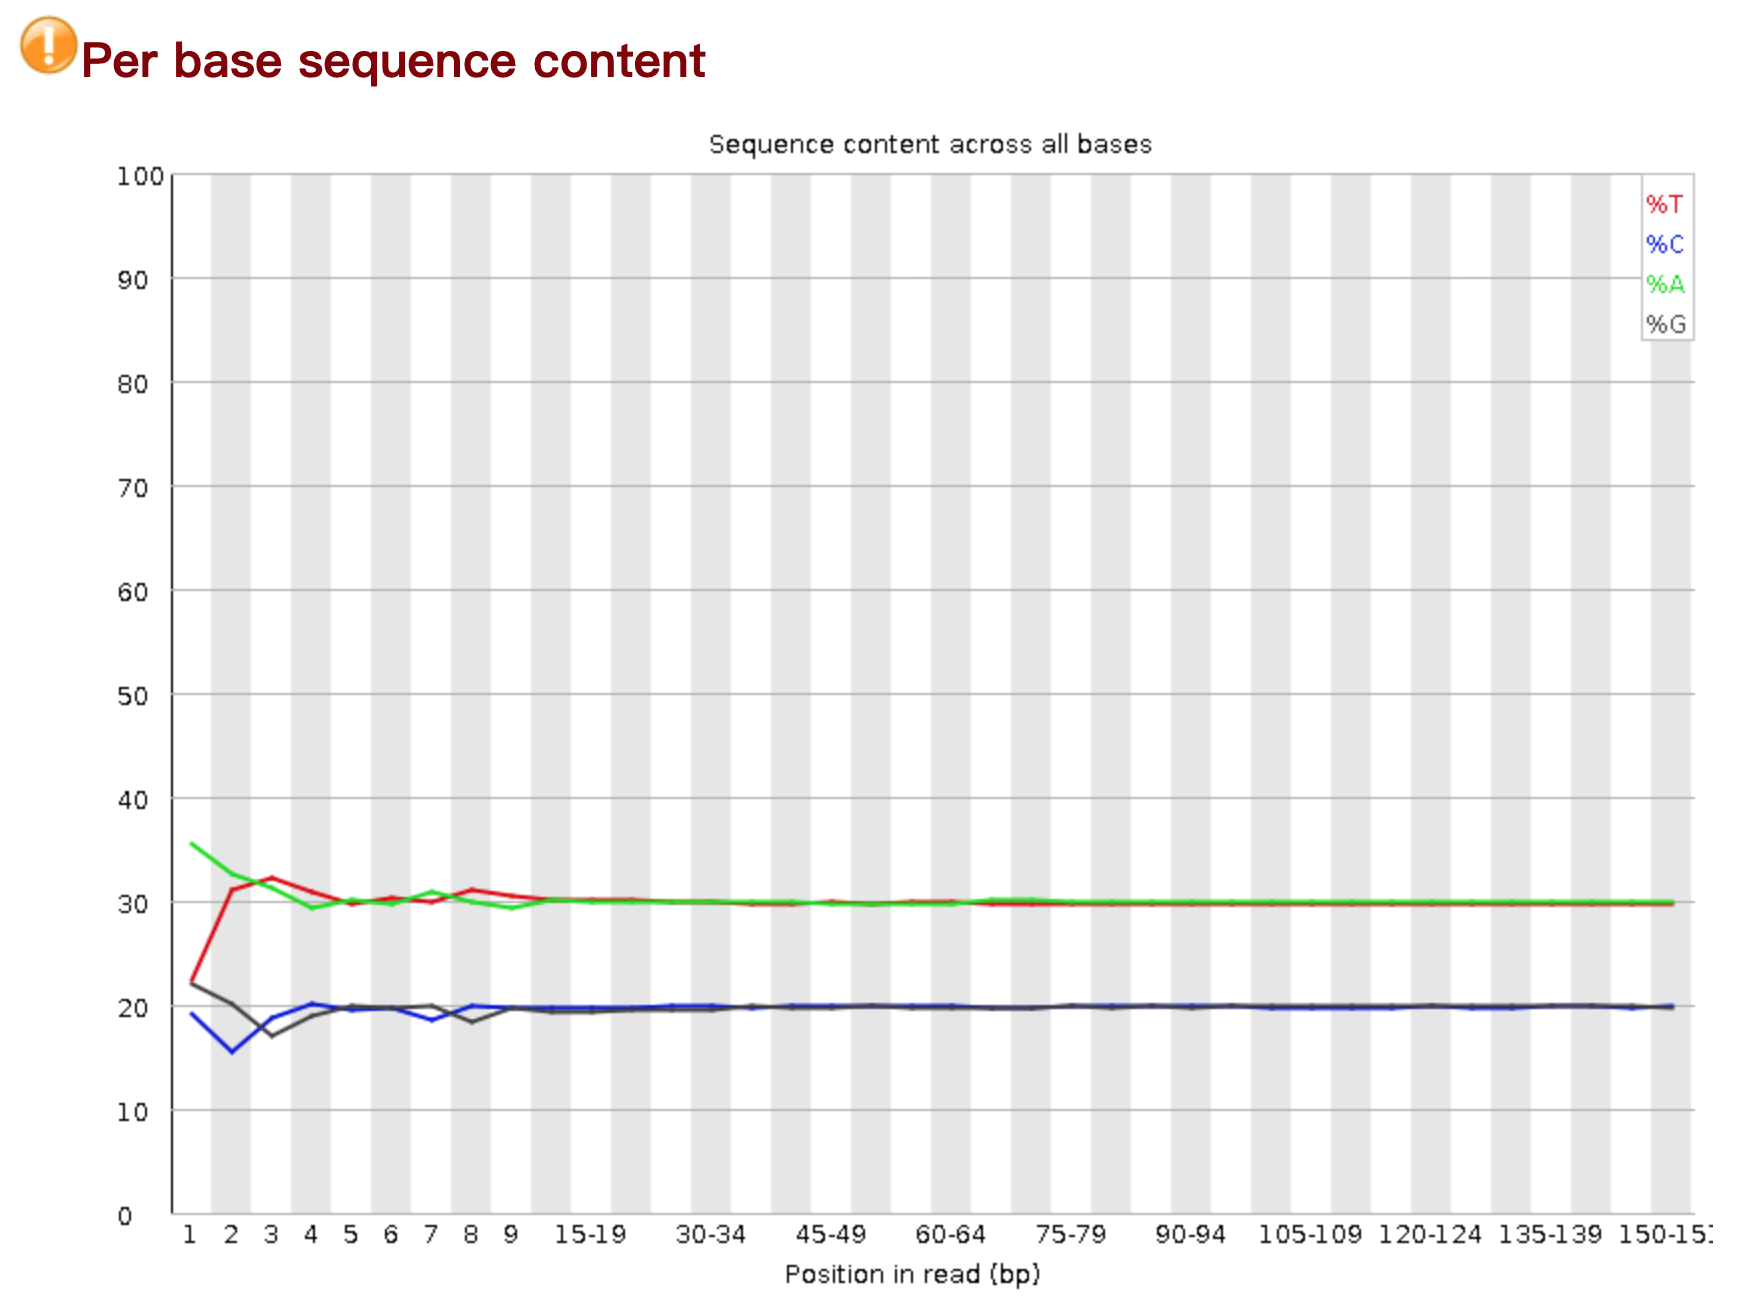 Per base sequence content
Sequence content across all bases
%T
%C
%A
%G
100
90
80
70
60
50
40
30
20
10
0
1 2 3 4 5 6 7 8 9 15-19 30-34 45-49 60-64 75-79 90-94 105-109 120-124 135-139
Position in read (bp)